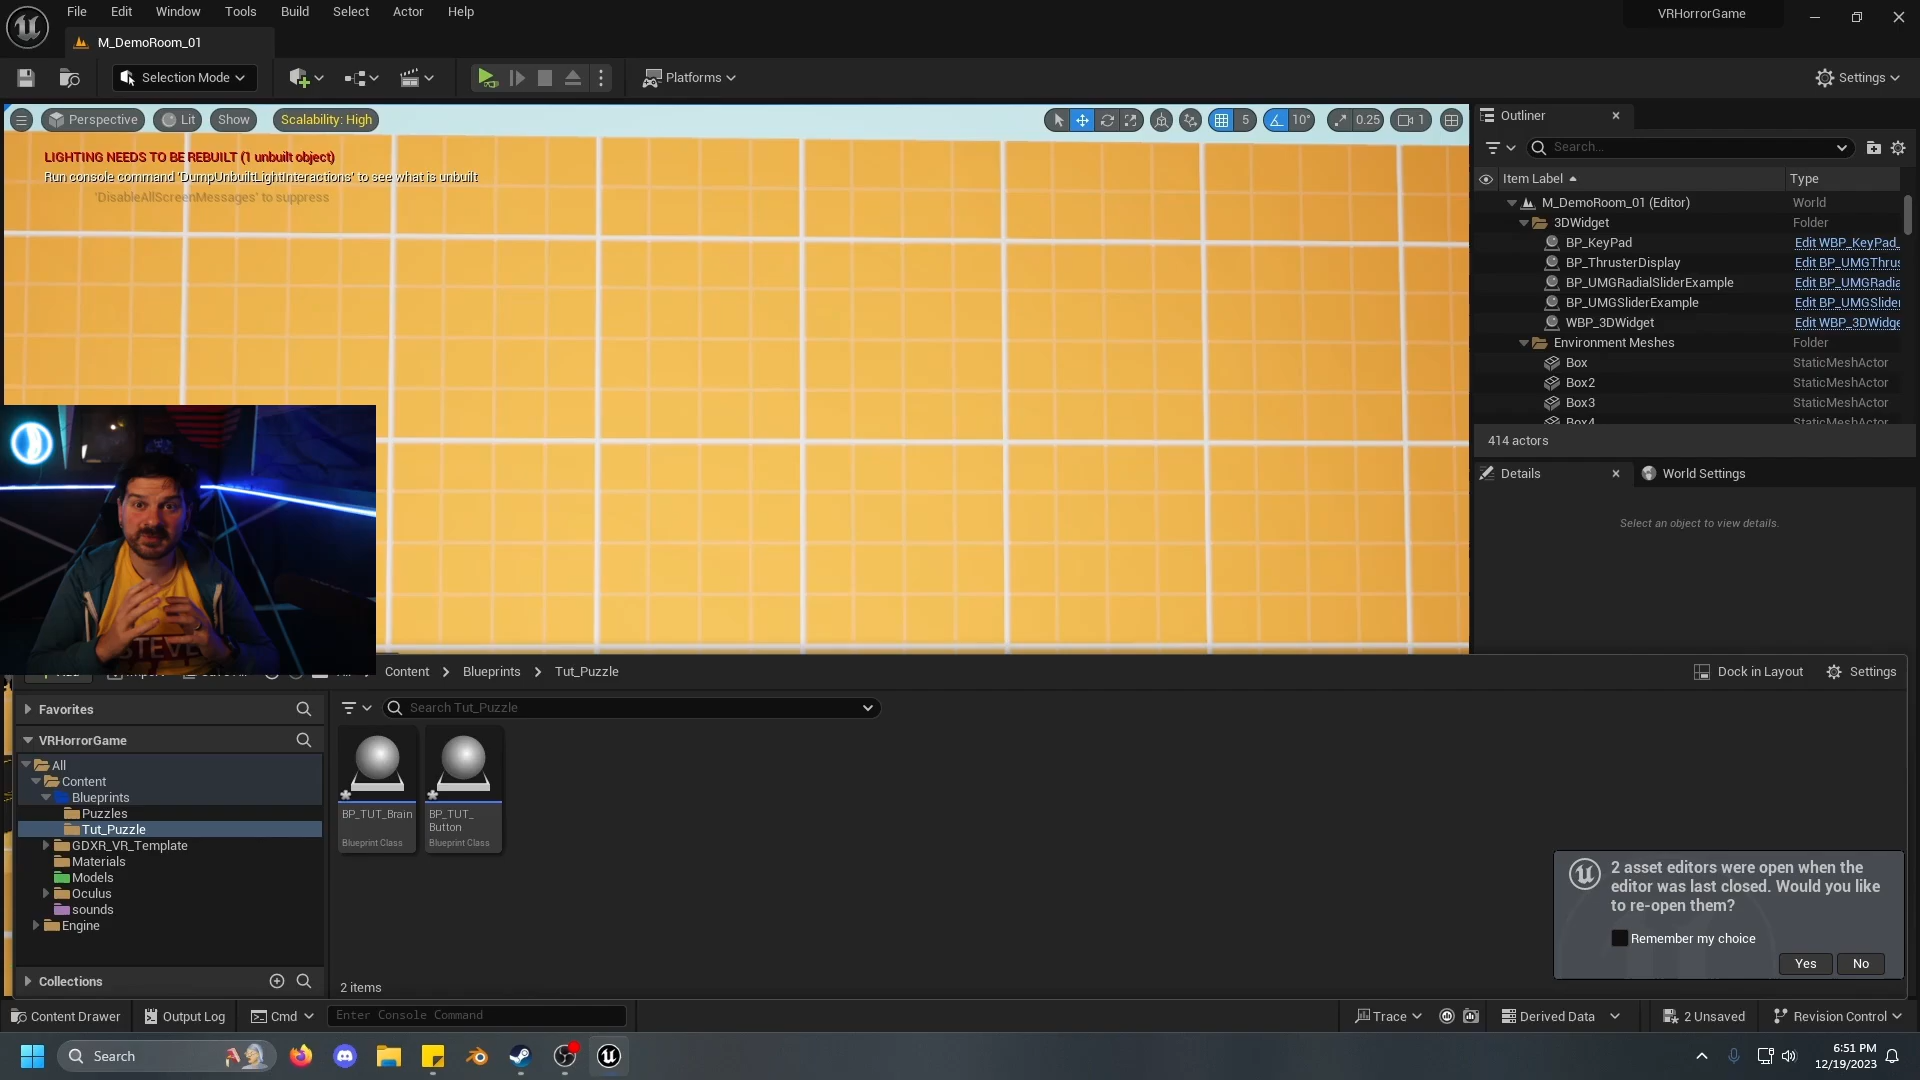 File Edit Window Tools Build Select Actor Help
VRHorrorGame
M_DemoRoom_01
Selection Mode
Platforms
Settings
Perspective Lit Show Scalability: High
5 10° 0.25 1
LIGHTING NEEDS TO BE REBUILT (1 unbuilt object)
Run console command 'DumpUnbuiltLightInteractions' to see what is unbuilt
'DisableAllScreenMessages' to suppress
Outliner
Search...
Item Label Type
M_DemoRoom_01 (Editor) World
3DWidget Folder
BP_KeyPad Edit WBP_KeyPad_
BP_ThrusterDisplay Edit BP_UMGThrus
BP_UMGRadialSliderExample Edit BP_UMGRadia
BP_UMGSliderExample Edit BP_UMGSlider
WBP_3DWidget Edit WBP_3DWidge
Environment Meshes Folder
Box StaticMeshActor
Box2 StaticMeshActor
Box3 StaticMeshActor
Box4 StaticMeshActor
414 actors
Details World Settings
Select an object to view details.
STEVE
Content Blueprints Tut_Puzzle
Dock in Layout Settings
Favorites
Search Tut_Puzzle
VRHorrorGame
All
Content
Blueprints
Puzzles
Tut_Puzzle
GDXR_VR_Template
Materials
Models
Oculus
sounds
Engine
Collections
BP_TUT_Brain
Blueprint Class
BP_TUT_
Button
Blueprint Class
2 items
2 asset editors were open when the
editor was last closed. Would you like
to re-open them?
Remember my choice
Yes No
Content Drawer Output Log Cmd Enter Console Command
Trace Derived Data 2 Unsaved Revision Control
Search
6:51 PM
12/19/2023